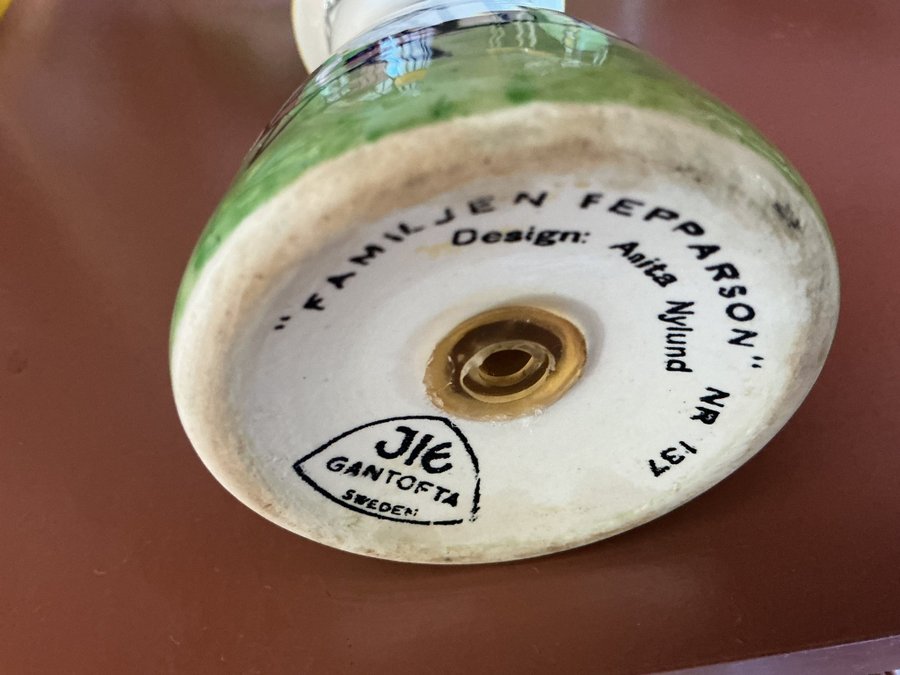 "FAMILJEN FEPPARSON" NR 137
Design: Anita Nylund
JIE
GANTOFTA
SWEDEN